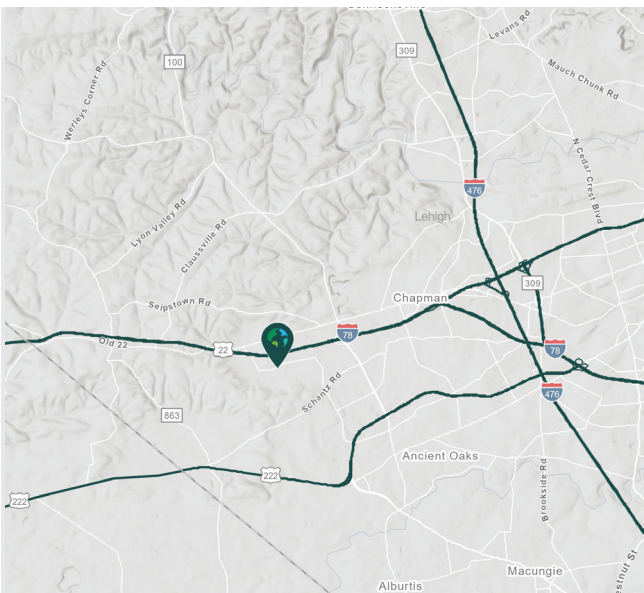 Levans Rd
309
100
Werleys Corner Rd
Mauch Chunk Rd
N Cedar Crest Blvd
476
Lehigh
Lyon Valley Rd
Claussville Rd
309
Seipstown Rd
Chapman
78
Old 22
22
78
Schantz Rd
476
863
Ancient Oaks
222
222
Brookside Rd
Macungie
Alburtis
estnut St